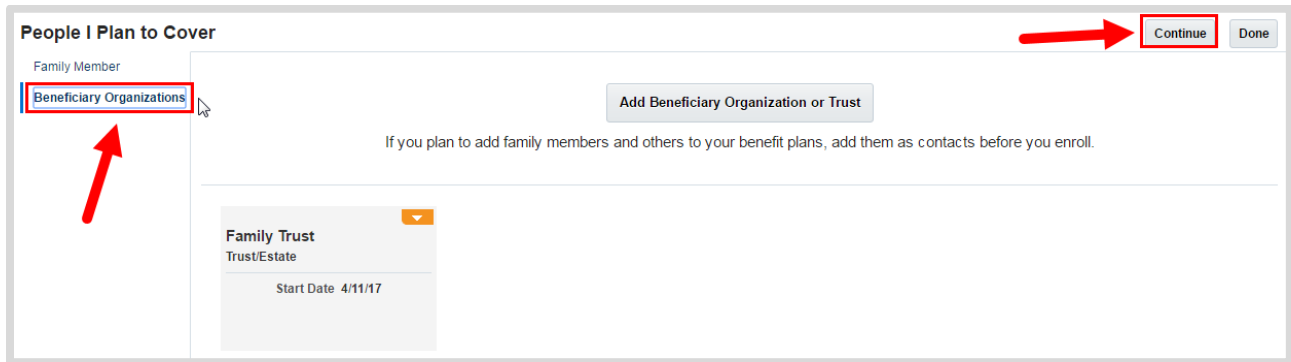 People I Plan to Cover
Continue
Done
Family Member
Beneficiary Organizations
Add Beneficiary Organization or Trust
If you plan to add family members and others to your benefit plans, add them as contacts before you enroll.
Family Trust
Trust/Estate
Start Date 4/11/17